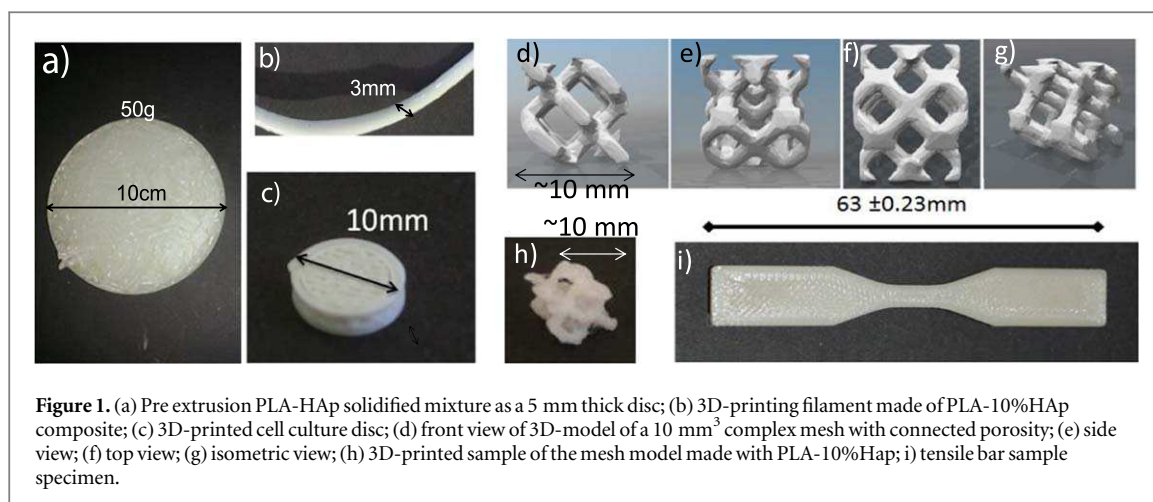 a)
50g
10cm
b)
3mm
c)
10mm
d)
~10 mm
e)
f)
g)
~10 mm
h)
63 ±0.23mm
i)
Figure 1. (a) Pre extrusion PLA-HAp solidified mixture as a 5 mm thick disc; (b) 3D-printing filament made of PLA-10%HAp
composite; (c) 3D-printed cell culture disc; (d) front view of 3D-model of a 10 mm³ complex mesh with connected porosity; (e) side
view; (f) top view; (g) isometric view; (h) 3D-printed sample of the mesh model made with PLA-10%Hap; i) tensile bar sample
specimen.